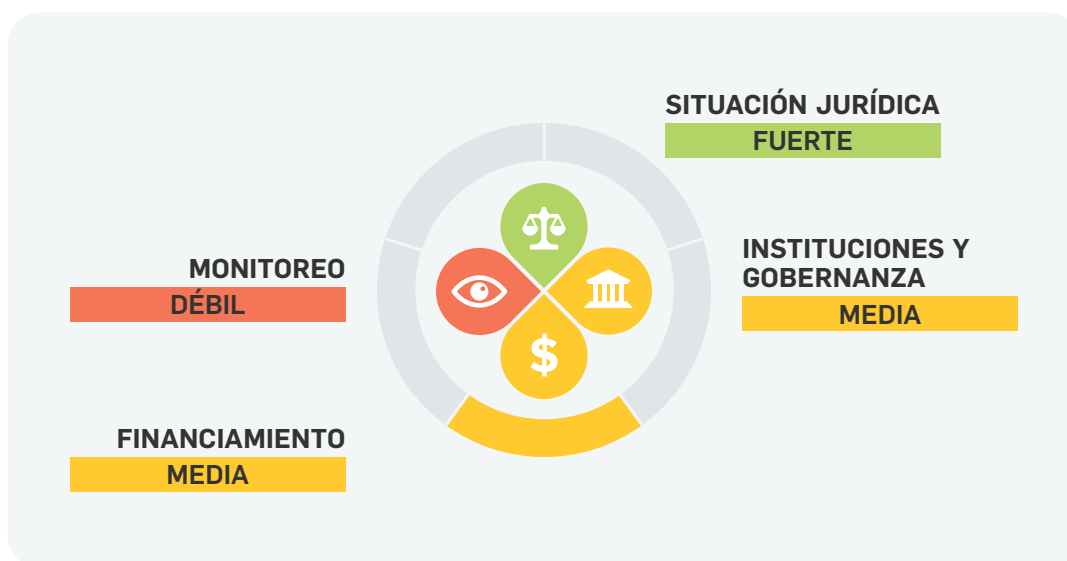 SITUACIÓN JURÍDICA
FUERTE
INSTITUCIONES Y
GOBERNANZA
MEDIA
MONITOREO
DÉBIL
FINANCIAMIENTO
MEDIA
$